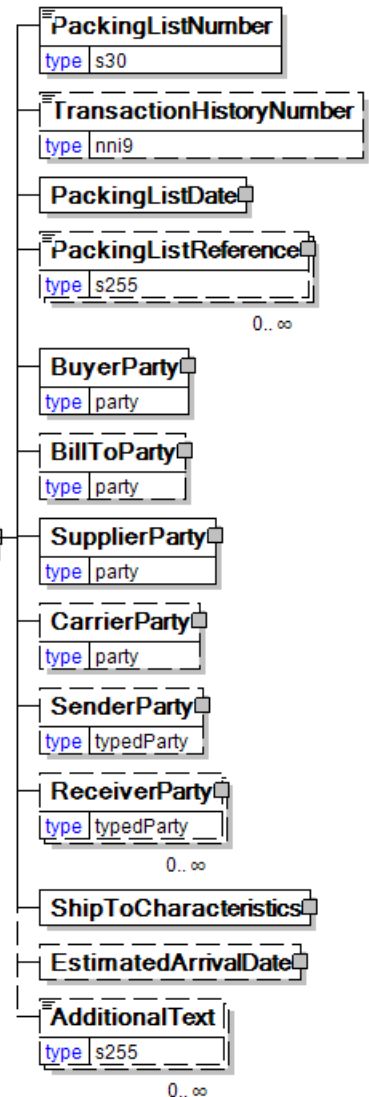 PackingListNumber
type s30
TransactionHistoryNumber
type nni9
PackingListDate
PackingListReference
type s255
0.. ∞
BuyerParty
type party
BillToParty
type party
SupplierParty
type party
CarrierParty
type party
SenderParty
type typedParty
ReceiverParty
type typedParty
0.. ∞
ShipToCharacteristics
EstimatedArrivalDate
AdditionalText
type s255
0.. ∞